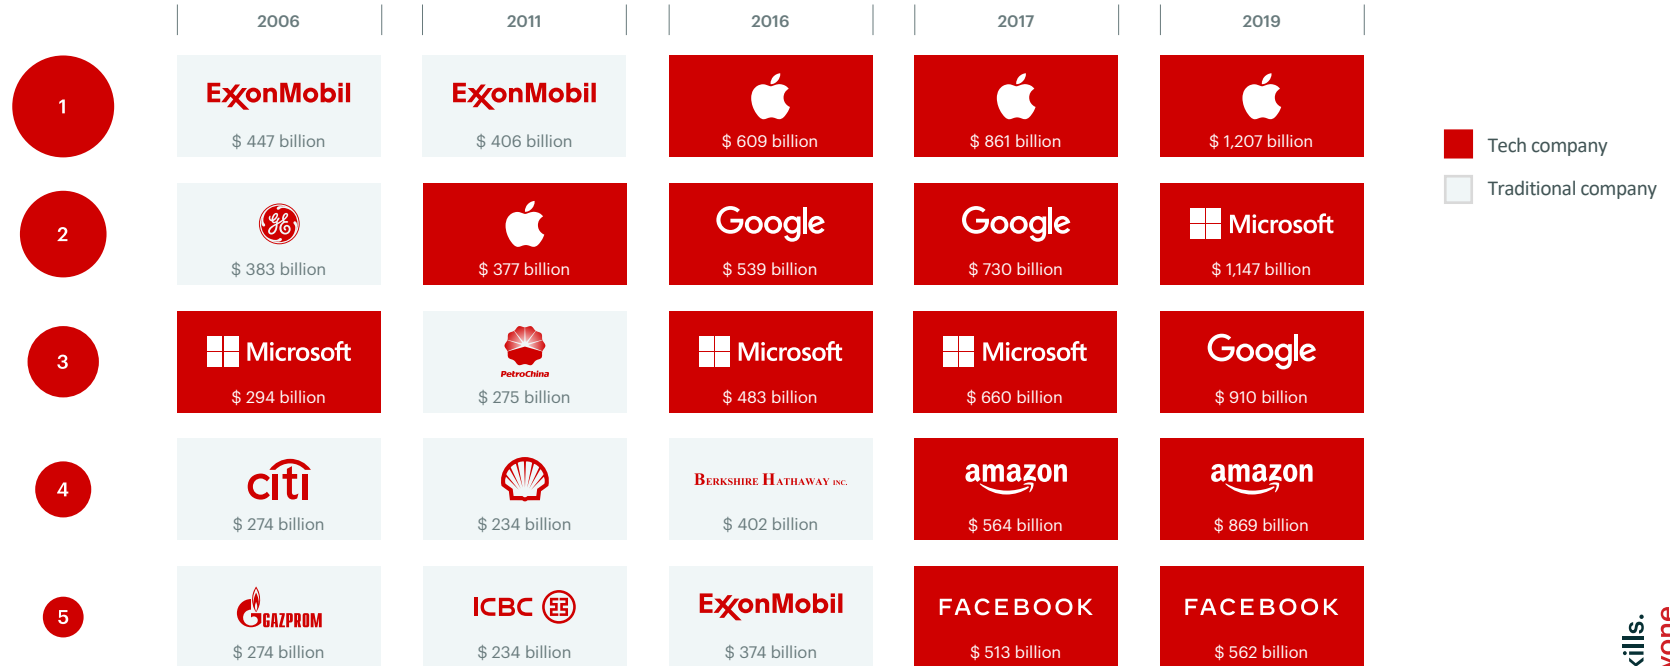 2006 2011 2016 2017 2019
1 ExxonMobil ExxonMobil
$ 447 billion $ 406 billion $ 609 billion $ 861 billion $ 1,207 billion
Tech company
Traditional company
2 GE Google Google Microsoft
$ 383 billion $ 377 billion $ 539 billion $ 730 billion $ 1,147 billion
3 Microsoft PetroChina Microsoft Microsoft Google
$ 294 billion $ 275 billion $ 483 billion $ 660 billion $ 910 billion
4 citi BERKSHIRE HATHAWAY INC. amazon amazon
$ 274 billion $ 234 billion $ 402 billion $ 564 billion $ 869 billion
5 GAZPROM ICBC ExxonMobil FACEBOOK FACEBOOK
$ 274 billion $ 234 billion $ 374 billion $ 513 billion $ 562 billion